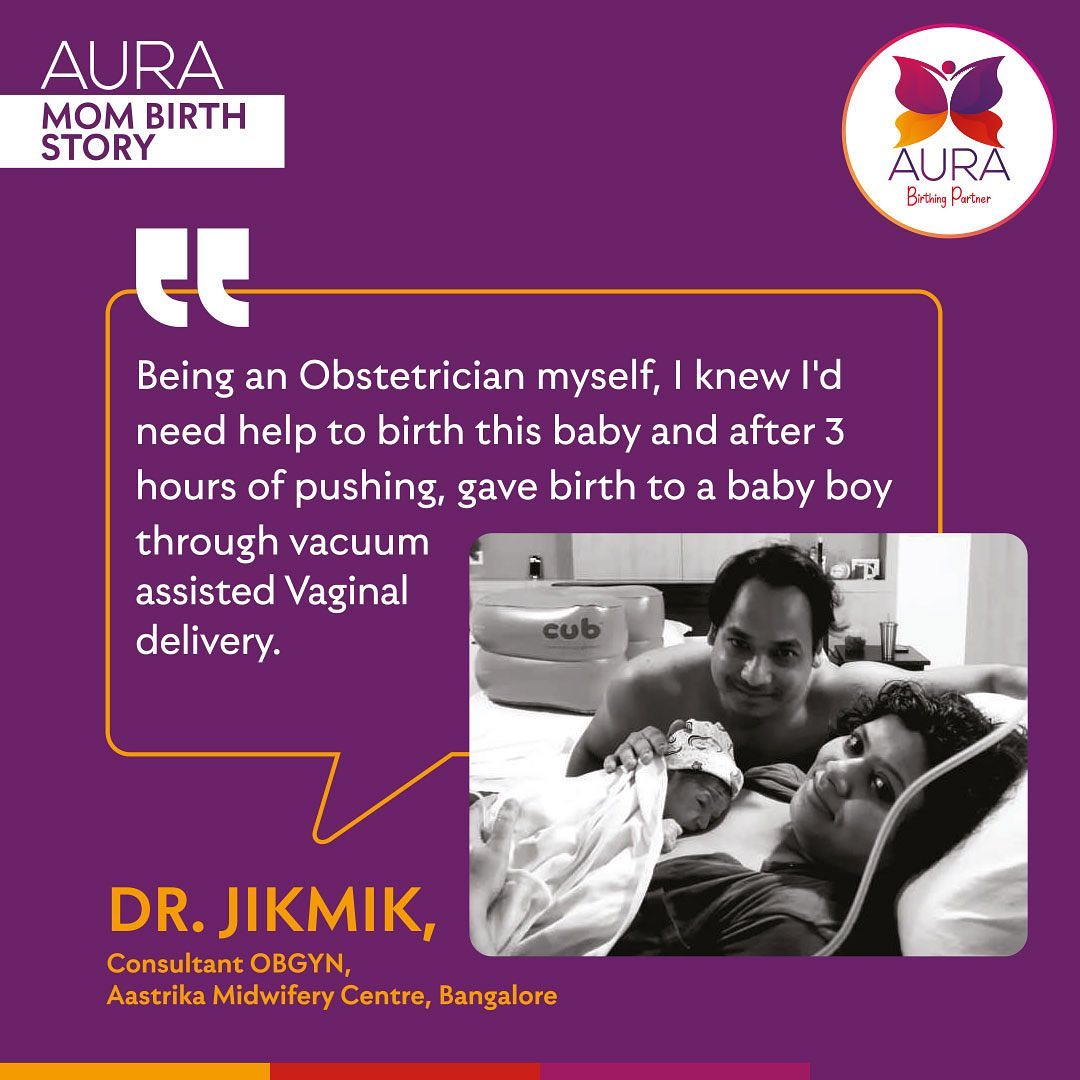 AURA
MOM BIRTH
STORY
AURA
Birthing Partner
Being an Obstetrician myself, I knew I'd
need help to birth this baby and after 3
hours of pushing, gave birth to a baby boy
through vacuum
assisted Vaginal
delivery.
cub
DR. JIKMIK,
Consultant OBGYN,
Aastrika Midwifery Centre, Bangalore